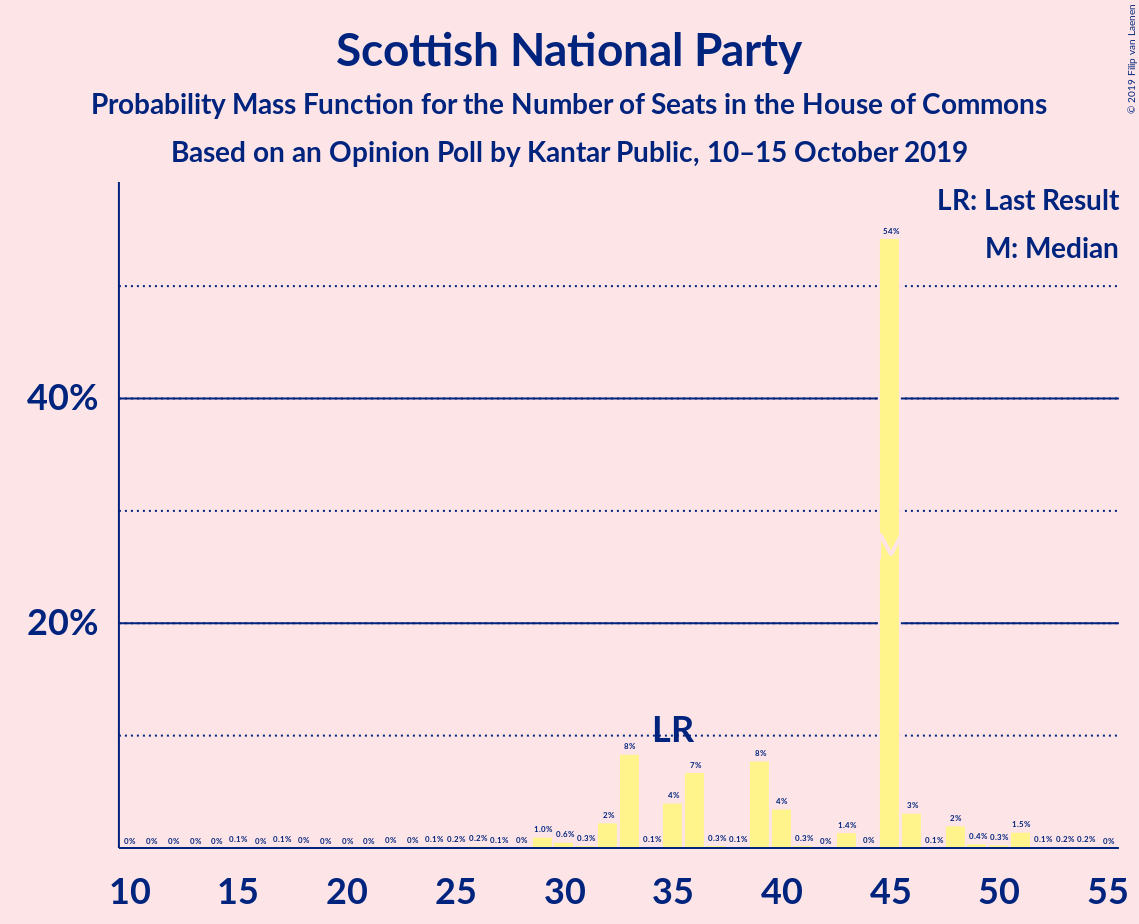 Scottish National Party
Probability Mass Function for the Number of Seats in the House of Commons
Based on an Opinion Poll by Kantar Public, 10–15 October 2019
© 2019 Filip van Laenen
LR: Last Result
M: Median
54%
40%
20%
LR
8% 4% 7% 8% 4% 3% 2% 2% 1.4% 1.5%
0% 0% 0% 0% 0% 0.1% 0% 0.1% 0% 0% 0% 0% 0% 0% 0.1% 0.2% 0.2% 0.1% 0% 1.0% 0.6% 0.3% 0.1% 0.3% 0.1% 0.3% 0% 0% 0.1% 0.4% 0.3% 0.1% 0.2% 0.2% 0%
10 15 20 25 30 35 40 45 50 55